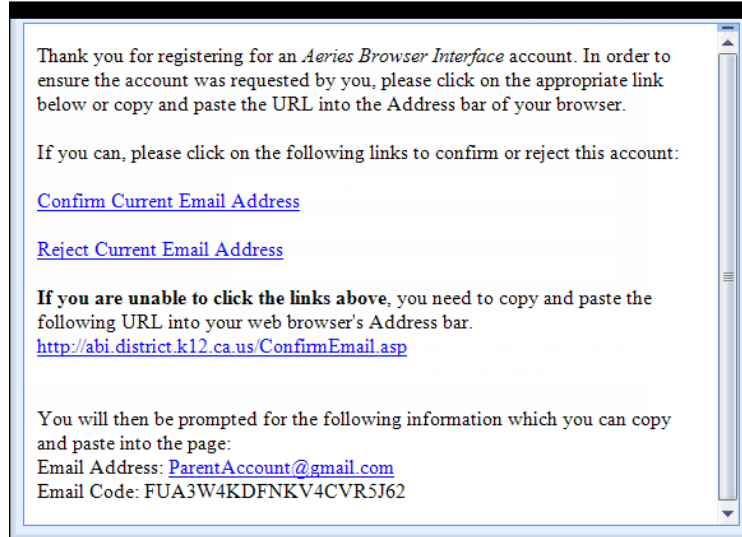 Thank you for registering for an Aeries Browser Interface account. In order to
ensure the account was requested by you, please click on the appropriate link
below or copy and paste the URL into the Address bar of your browser.
If you can, please click on the following links to confirm or reject this account:
Confirm Current Email Address
Reject Current Email Address
If you are unable to click the links above, you need to copy and paste the
following URL into your web browser's Address bar.
http://abi.district.k12.ca.us/ConfirmEmail.asp
You will then be prompted for the following information which you can copy
and paste into the page:
Email Address: ParentAccount@gmail.com
Email Code: FUA3W4KDFNKV4CVR5J62